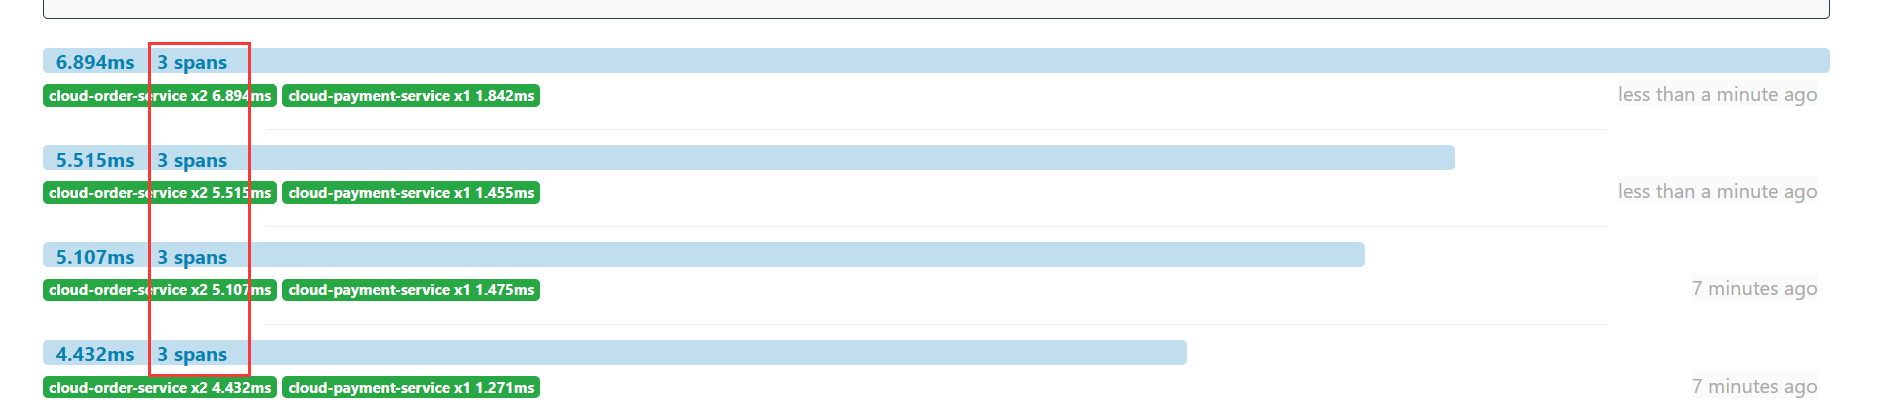 6.894ms 3 spans
cloud-order-service x2 6.894ms cloud-payment-service x1 1.842ms
less than a minute ago
5.515ms 3 spans
cloud-order-service x2 5.515ms cloud-payment-service x1 1.455ms
less than a minute ago
5.107ms 3 spans
cloud-order-service x2 5.107ms cloud-payment-service x1 1.475ms
7 minutes ago
4.432ms 3 spans
cloud-order-service x2 4.432ms cloud-payment-service x1 1.271ms
7 minutes ago